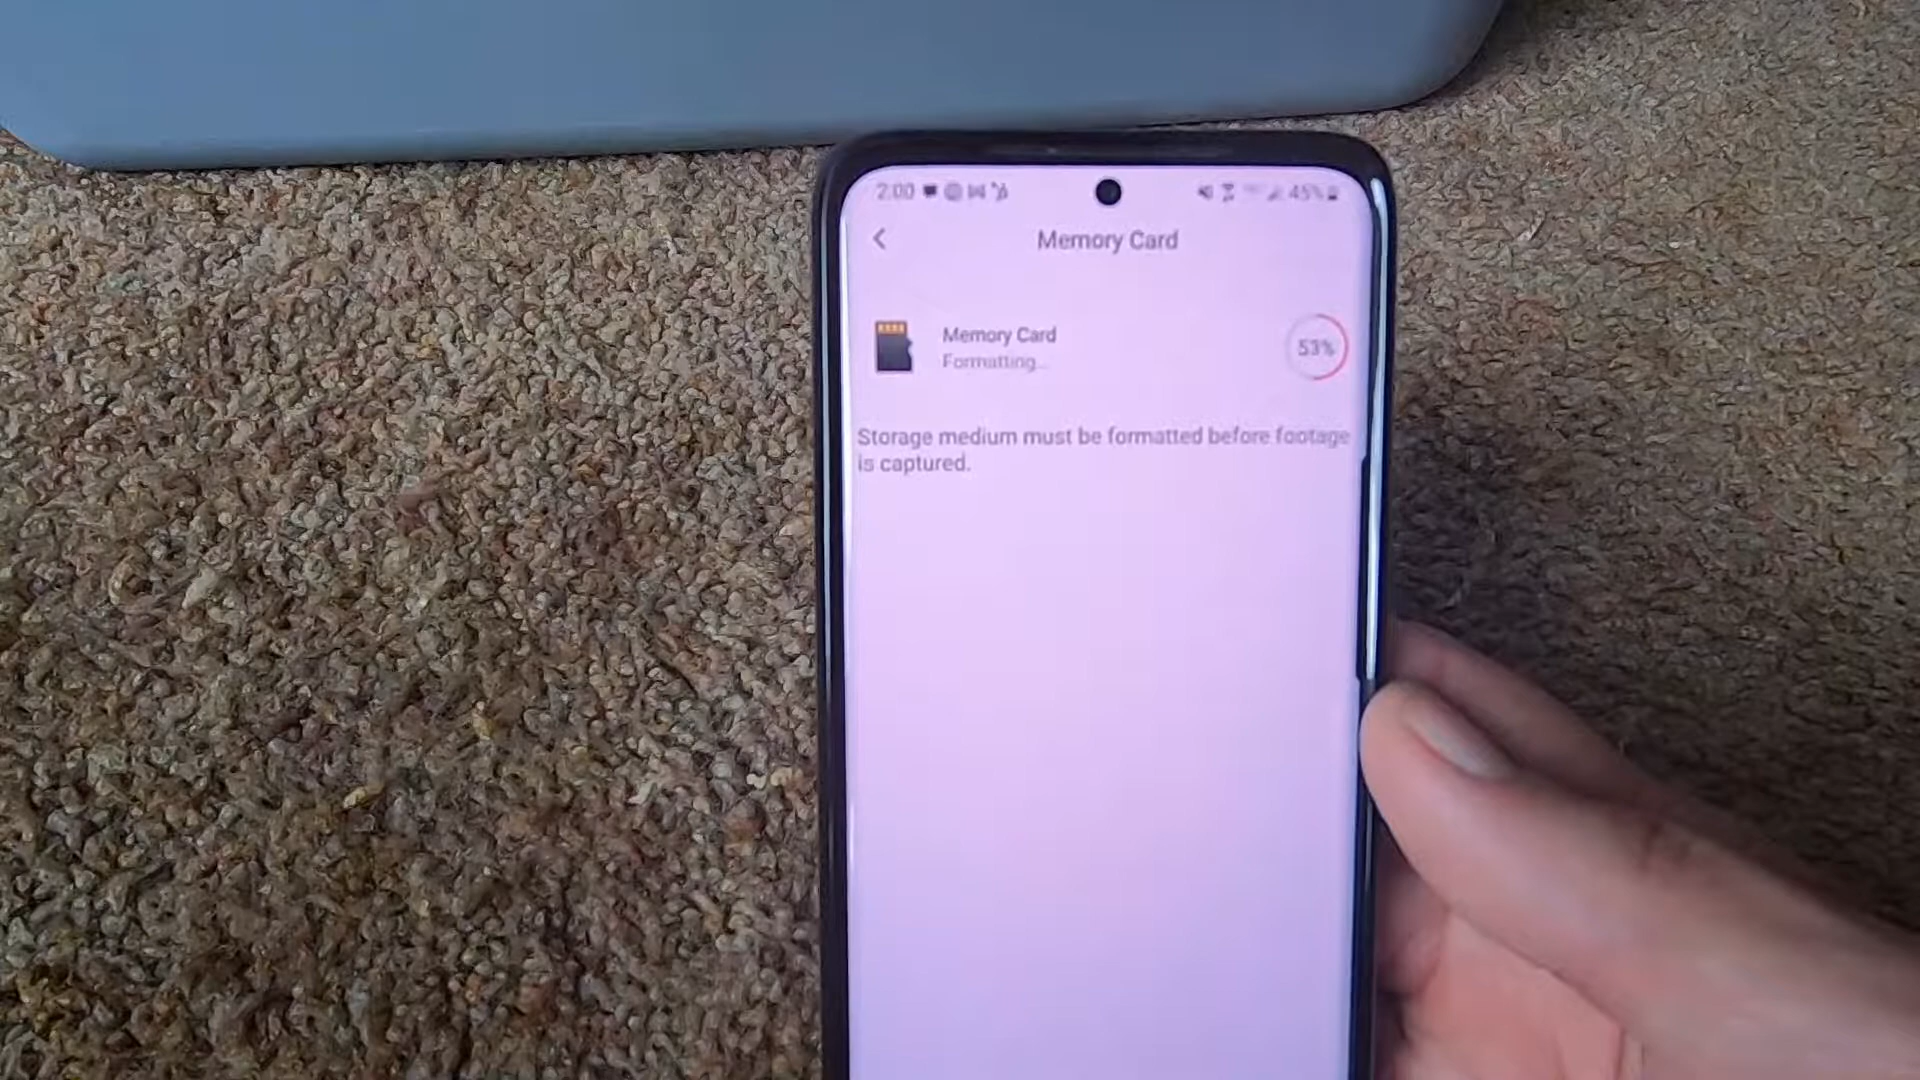 2:00 45%
Memory Card
Memory Card
Formatting...
53%
Storage medium must be formatted before footage
is captured.